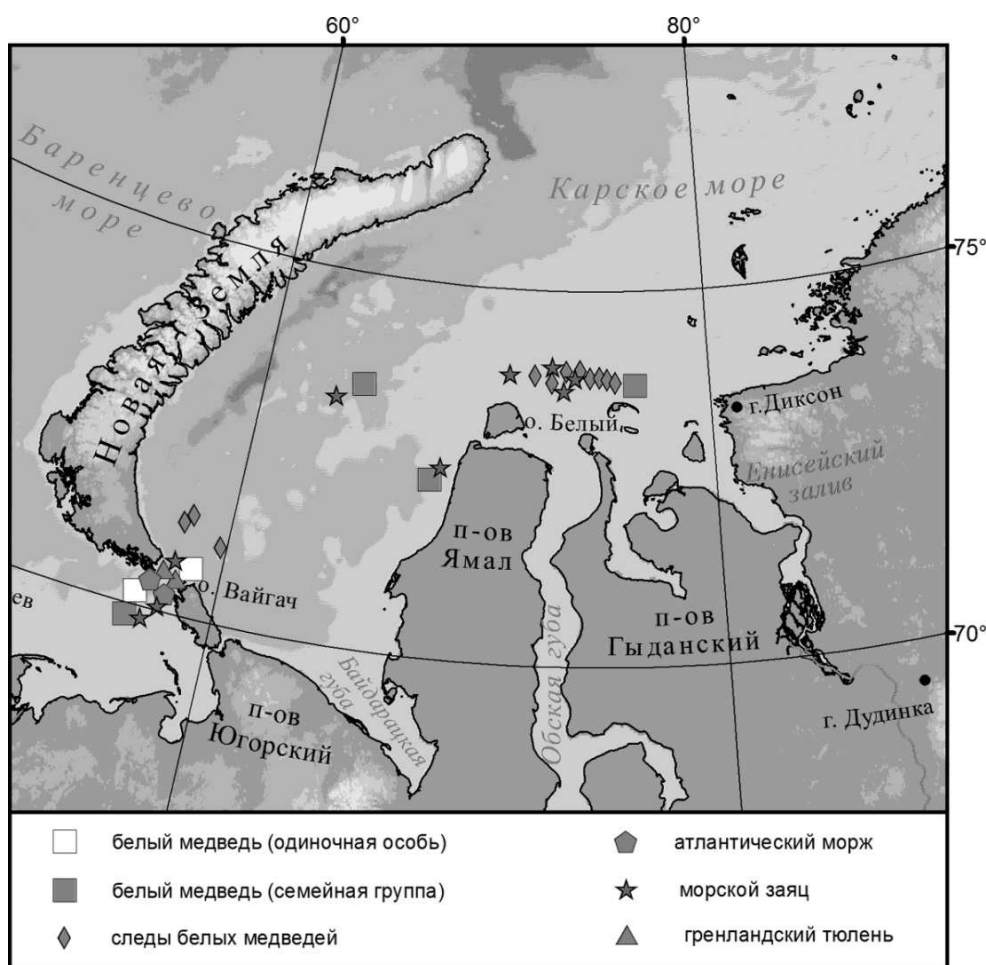 60°
80°
Баренцево
море
Карское море
75°
Новая Земля
о. Белый
г.Диксон
Енисейский
залив
п-ов
Ямал
о. Вайгач
ев
п-ов
Гыданский
70°
Обская губа
Байдарацкая
губа
п-ов
Югорский
г. Дудинка
белый медведь (одиночная особь)
белый медведь (семейная группа)
следы белых медведей
атлантический морж
морской заяц
гренландский тюлень